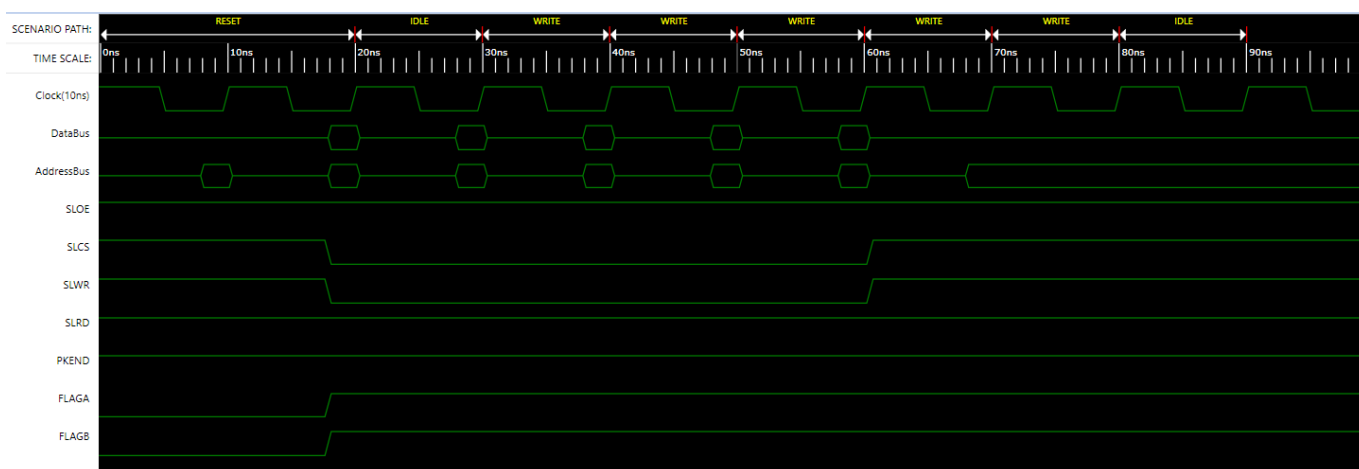 RESET IDLE WRITE WRITE WRITE WRITE WRITE IDLE
SCENARIO PATH:
TIME SCALE: 0ns 10ns 20ns 30ns 40ns 50ns 60ns 70ns 80ns 90ns
Clock(10ns)
DataBus
AddressBus
SLOE
SLCS
SLWR
SLRD
PKEND
FLAGA
FLAGB